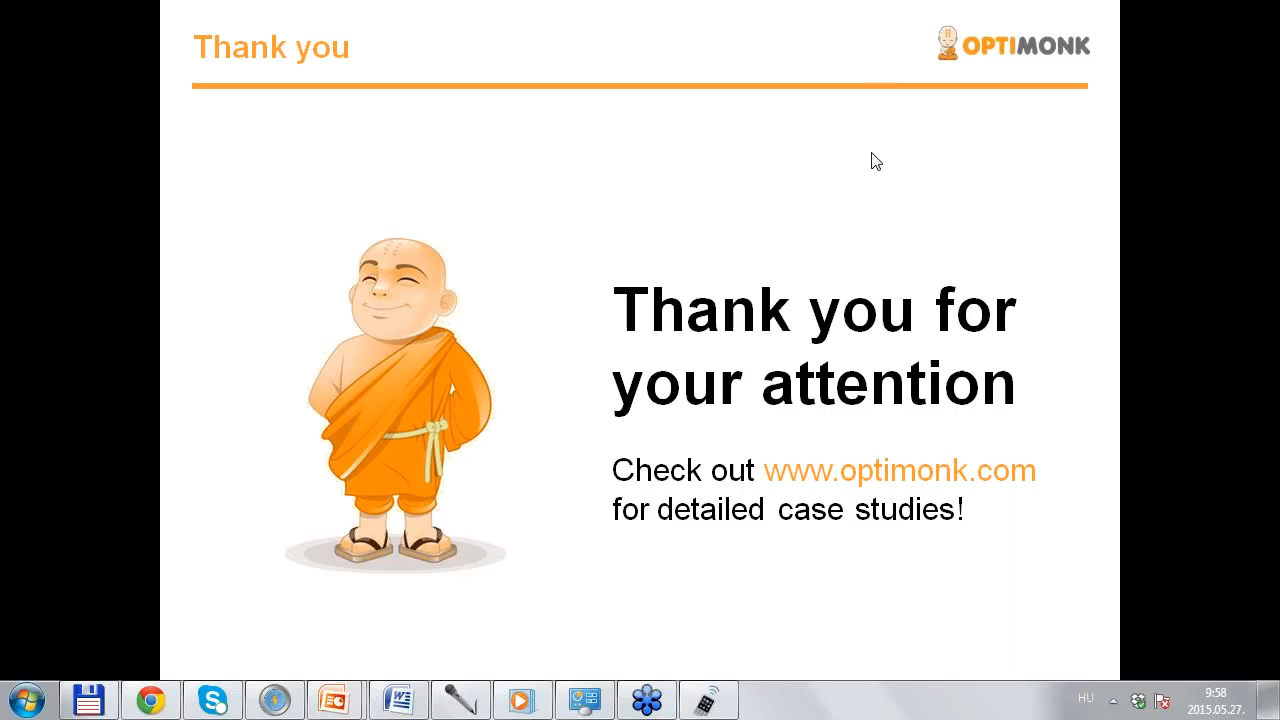 Thank you
OPTIMONK
Thank you for
your attention
Check out www.optimonk.com
for detailed case studies!
HU
9:58
2015.05.27.